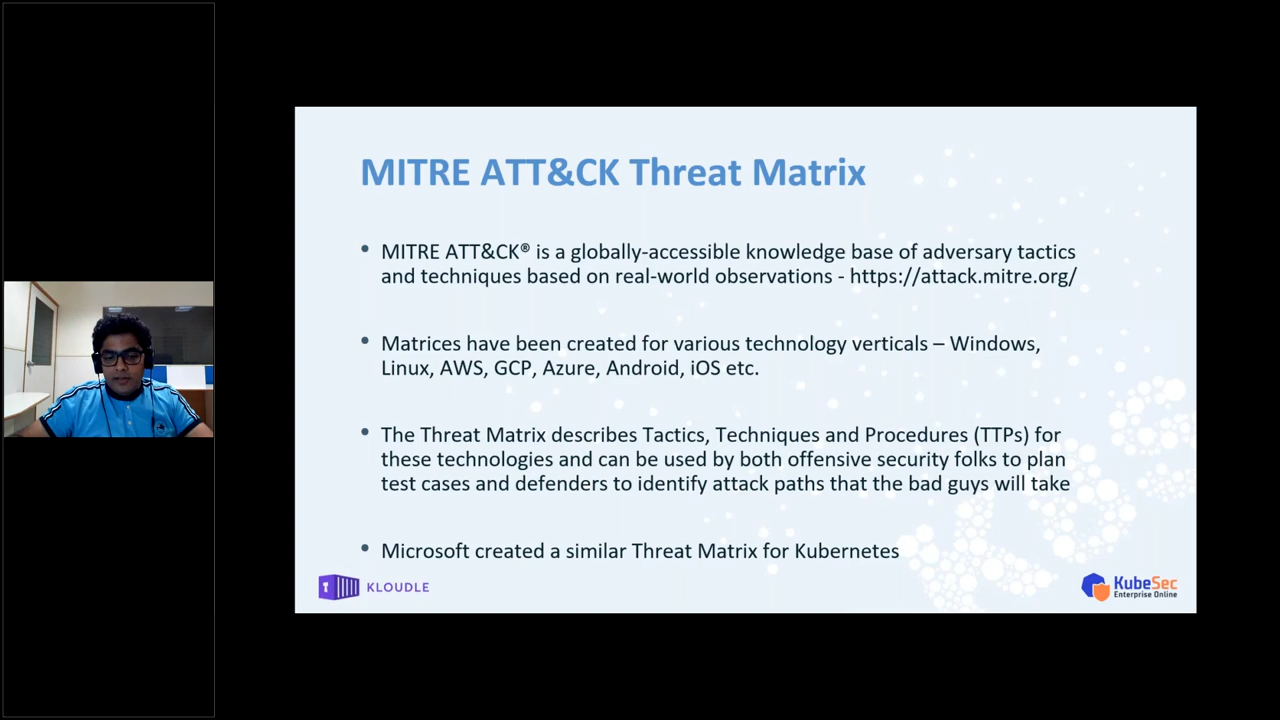 MITRE ATT&CK Threat Matrix
• MITRE ATT&CK® is a globally-accessible knowledge base of adversary tactics
and techniques based on real-world observations - https://attack.mitre.org/
• Matrices have been created for various technology verticals – Windows,
Linux, AWS, GCP, Azure, Android, iOS etc.
• The Threat Matrix describes Tactics, Techniques and Procedures (TTPs) for
these technologies and can be used by both offensive security folks to plan
test cases and defenders to identify attack paths that the bad guys will take
• Microsoft created a similar Threat Matrix for Kubernetes
KLOUDLE
KubeSec
Enterprise Online